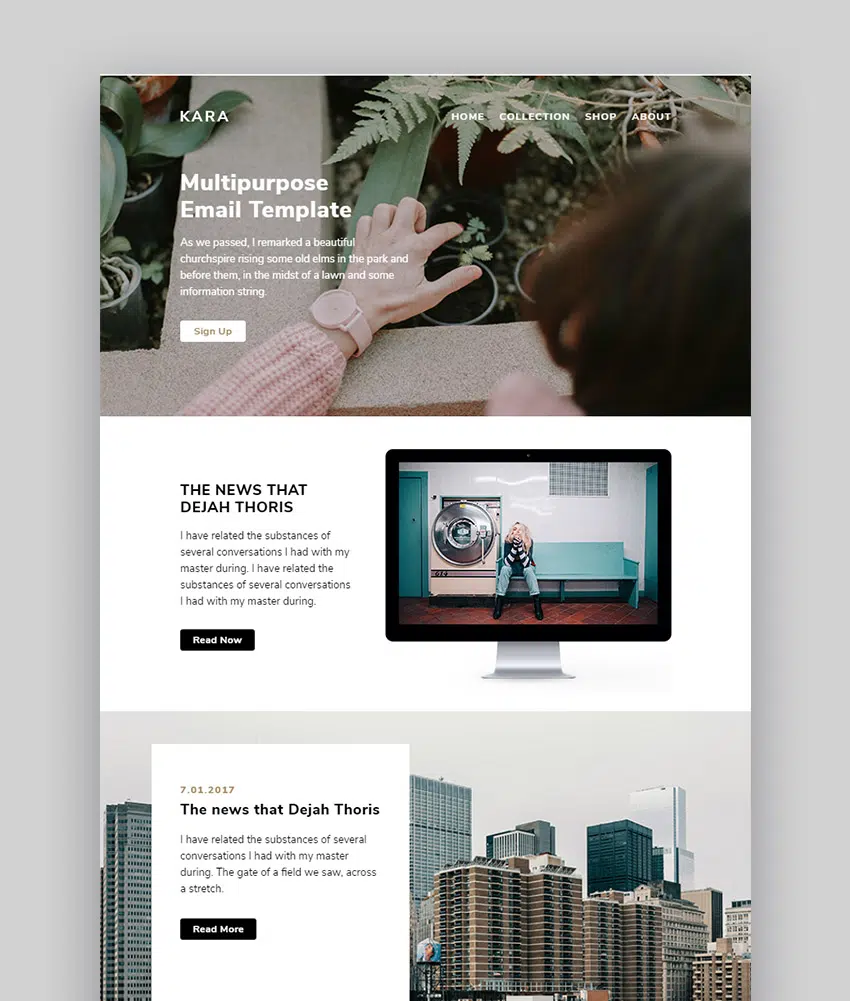 KARA
HOME COLLECTION SHOP ABOUT
Multipurpose
Email Template
As we passed, I remarked a beautiful
churchspire rising some old elms in the park and
before them, in the midst of a lawn and some
information string.
Sign Up
THE NEWS THAT
DEJAH THORIS
I have related the substances of
several conversations I had with my
master during. I have related the
substances of several conversations
I had with my master during.
Read Now
7.01.2017
The news that Dejah Thoris
I have related the substances of several
conversations I had with my master
during. The gate of a field we saw, across
a stretch.
Read More